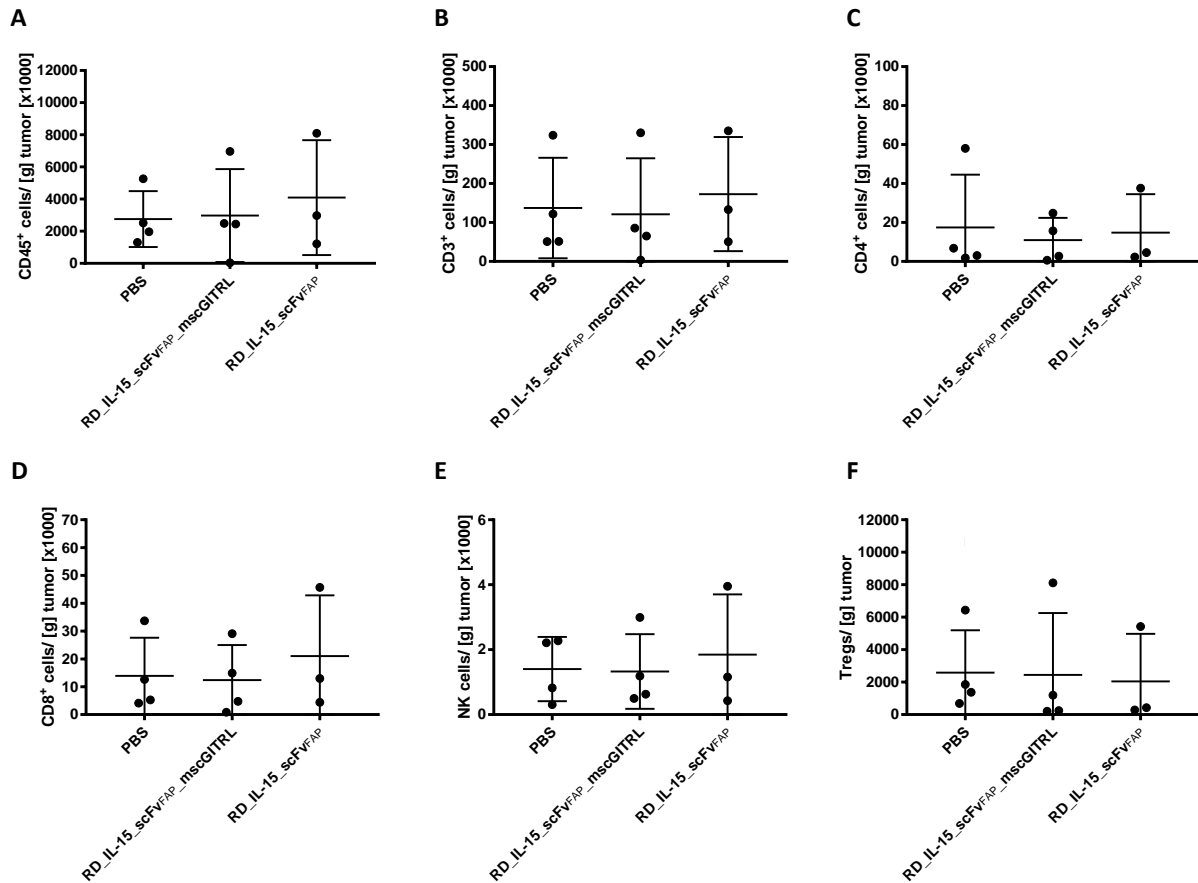 A
CD45⁺ cells/ [g] tumor [x1000]
12000
10000
8000
6000
4000
2000
0
PBS
RD_IL-15_scFvFAP_mscGITRL
RD_IL-15_scFvFAP
B
CD3⁺ cells/ [g] tumor [x1000]
500
400
300
200
100
0
PBS
RD_IL-15_scFvFAP_mscGITRL
RD_IL-15_scFvFAP
C
CD4⁺ cells/ [g] tumor [x1000]
100
80
60
40
20
0
PBS
RD_IL-15_scFvFAP_mscGITRL
RD_IL-15_scFvFAP
D
CD8⁺ cells/ [g] tumor [x1000]
70
60
50
40
30
20
10
0
PBS
RD_IL-15_scFvFAP_mscGITRL
RD_IL-15_scFvFAP
E
NK cells/ [g] tumor [x1000]
6
4
2
0
PBS
RD_IL-15_scFvFAP_mscGITRL
RD_IL-15_scFvFAP
F
Tregs/ [g] tumor
12000
10000
8000
6000
4000
2000
0
PBS
RD_IL-15_scFvFAP_mscGITRL
RD_IL-15_scFvFAP